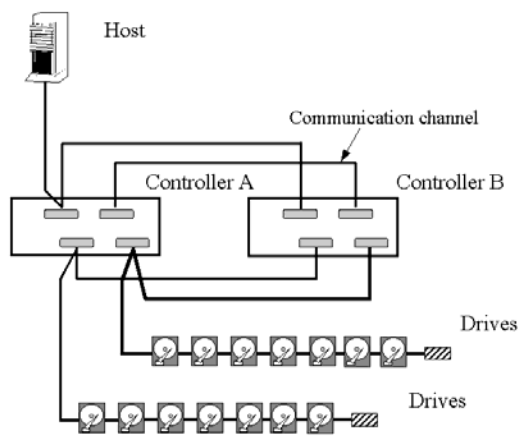 Host
Communication channel
Controller A
Controller B
Drives
Drives